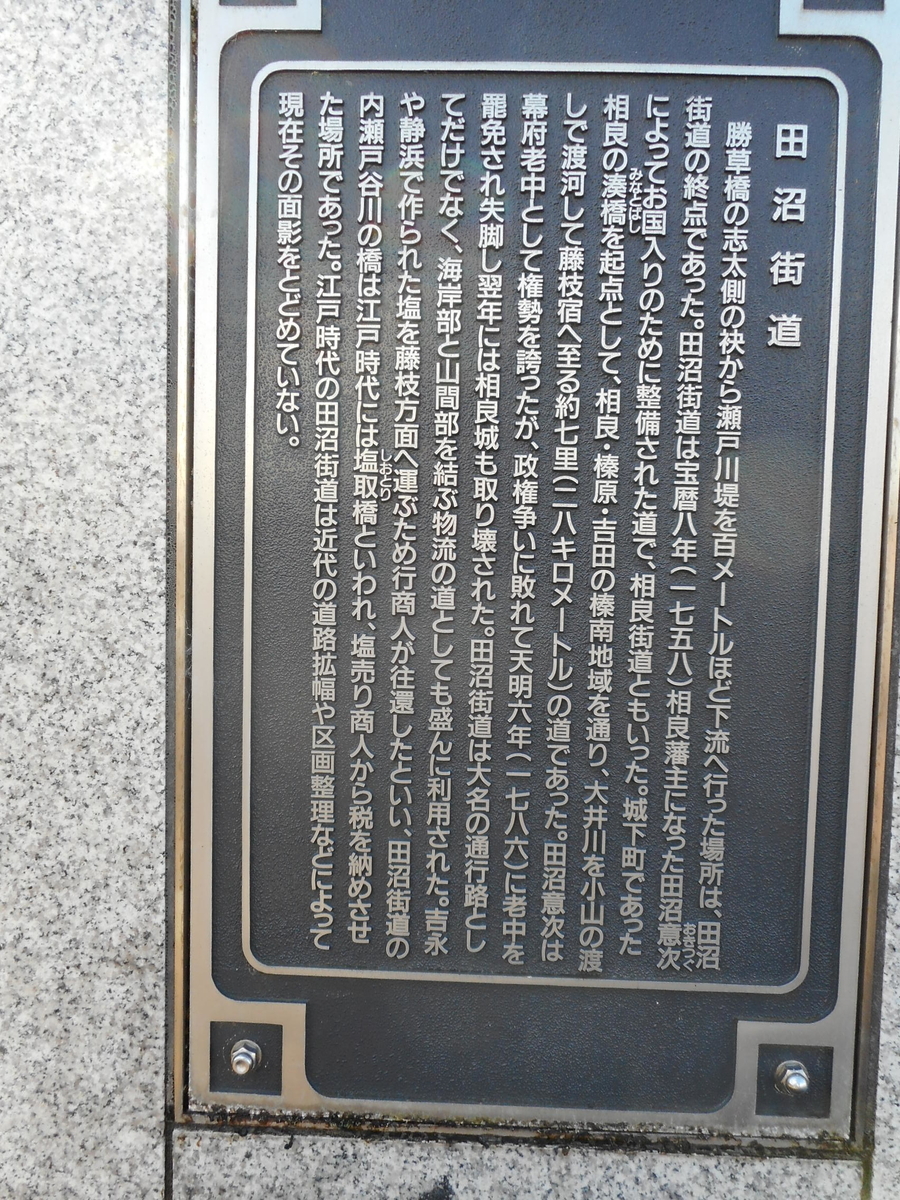 田沼街道
勝草橋の志太側の袂から瀬戸川堤を百メートルほど下流へ行った場所は、田沼
街道の終点であった。田沼街道は宝暦八年（一七五八）相良藩主になった田沼意次
おきつぐ
によってお国入りのために整備された道で、相良街道ともいった。城下町であった
みなとばし
相良の湊橋を起点として、相良・榛原・吉田の榛南地域を通り、大井川を小山の渡
しで渡河して藤枝宿へ至る約七里（二八キロメートル）の道であった。田沼意次は
幕府老中として権勢を誇ったが、政権争いに敗れて天明六年（一七八六）に老中を
罷免され失脚し翌年には相良城も取り壊された。田沼街道は大名の通行路とし
てだけでなく、海岸部と山間部を結ぶ物流の道としても盛んに利用された。吉永
や静浜で作られた塩を藤枝方面へ運ぶため行商人が往還したといい、田沼街道の
しおとり
内瀬戸谷川の橋は江戸時代には塩取橋といわれ、塩売り商人から税を納めさせ
た場所であった。江戸時代の田沼街道は近代の道路拡幅や区画整理などによって
現在その面影をとどめていない。